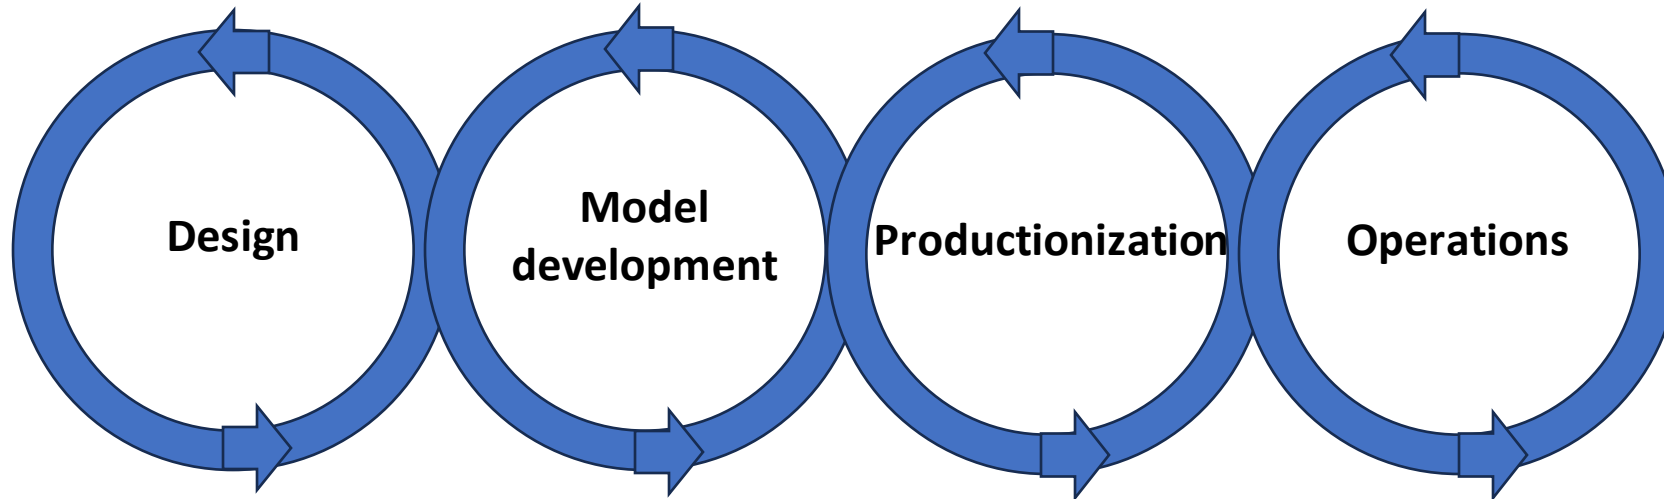 Design
Model
development
Productionization
Operations